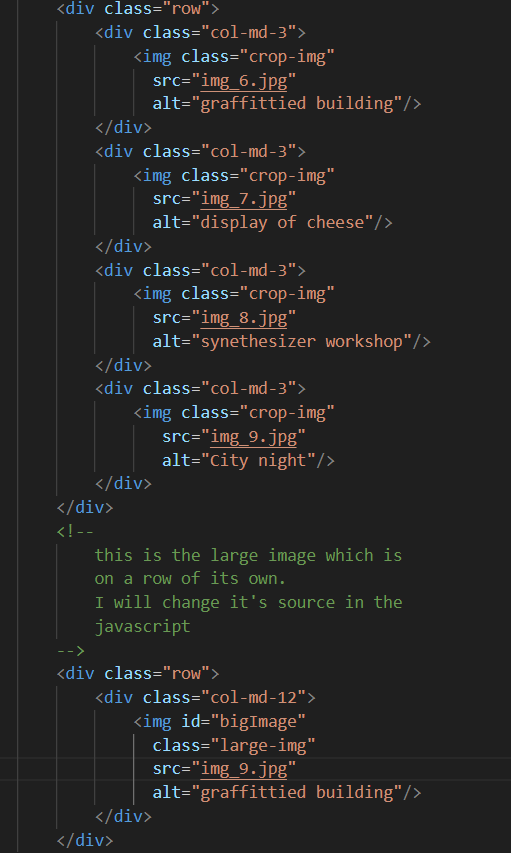 <div class="row">
<div class="col-md-3">
<img class="crop-img"
src="img_6.jpg"
alt="graffittied building"/>
</div>
<div class="col-md-3">
<img class="crop-img"
src="img_7.jpg"
alt="display of cheese"/>
</div>
<div class="col-md-3">
<img class="crop-img"
src="img_8.jpg"
alt="synethesizer workshop"/>
</div>
<div class="col-md-3">
<img class="crop-img"
src="img_9.jpg"
alt="City night"/>
</div>
</div>
<!--
this is the large image which is
on a row of its own.
I will change it's source in the
javascript
-->
<div class="row">
<div class="col-md-12">
<img id="bigImage"
class="large-img"
src="img_9.jpg"
alt="graffittied building"/>
</div>
</div>